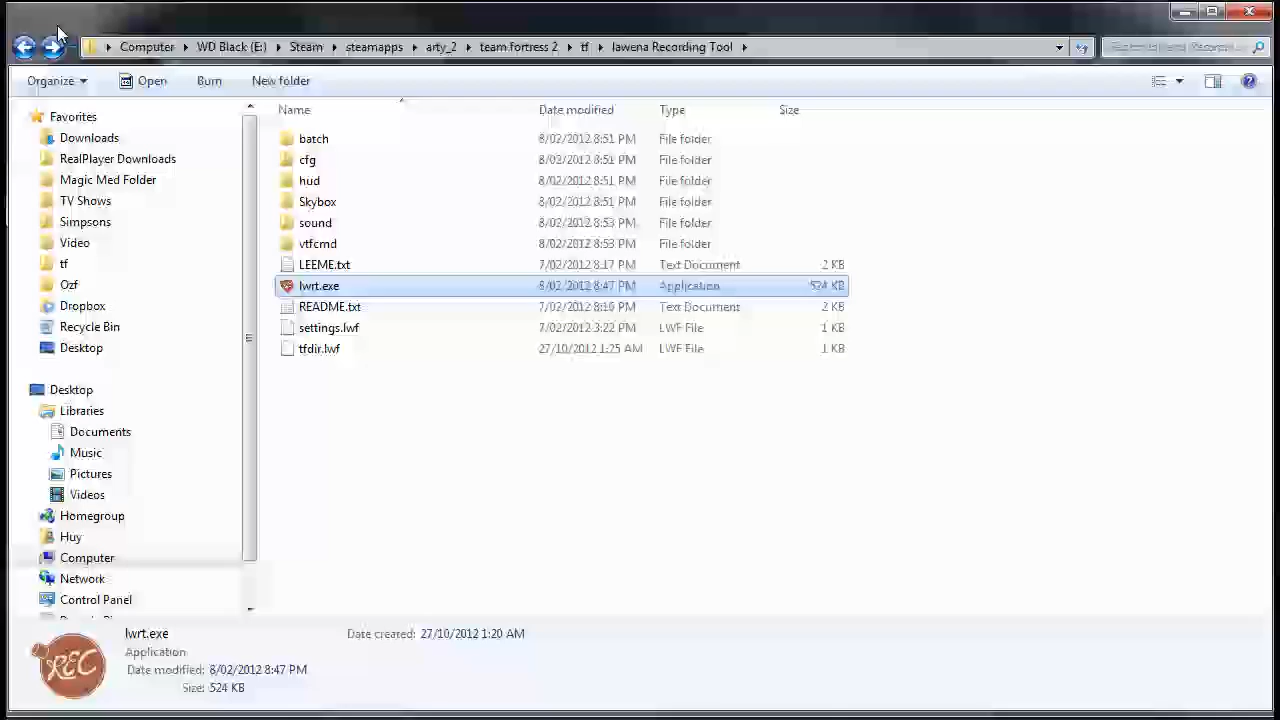 Computer WD Black (E:) Steam steamapps arty_2 team fortress 2 tf lawena Recording Tool
Organize Open Burn New folder
Name Date modified Type Size
Favorites
Downloads
RealPlayer Downloads
Magic Med Folder
TV Shows
Simpsons
Video
tf
Ozf
Dropbox
Recycle Bin
Desktop
Desktop
Libraries
Documents
Music
Pictures
Videos
Homegroup
Huy
Computer
Network
Control Panel
batch 8/02/2012 8:51 PM File folder
cfg 8/02/2012 8:51 PM File folder
hud 8/02/2012 8:51 PM File folder
Skybox 8/02/2012 8:51 PM File folder
sound 8/02/2012 8:53 PM File folder
vtfcmd 8/02/2012 8:53 PM File folder
LEEME.txt 7/02/2012 8:17 PM Text Document 2 KB
lwrt.exe 8/02/2012 8:47 PM Application 524 KB
README.txt 7/02/2012 8:16 PM Text Document 2 KB
settings.lwf 7/02/2012 3:22 PM LWF File 1 KB
tfdir.lwf 27/10/2012 1:25 AM LWF File 1 KB
REC
lwrt.exe Date created: 27/10/2012 1:20 AM
Application
Date modified: 8/02/2012 8:47 PM
Size: 524 KB